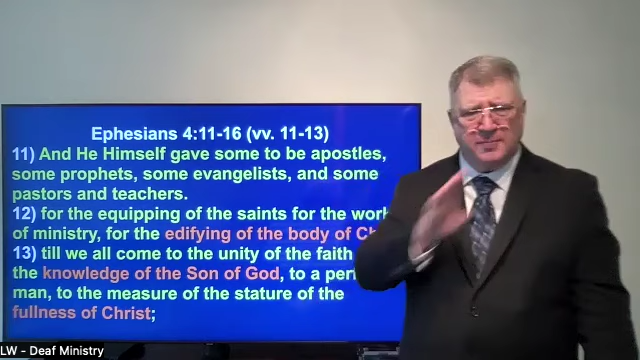 Ephesians 4:11-16 (vv. 11-13)
11) And He Himself gave some to be apostles,
some prophets, some evangelists, and some
pastors and teachers.
12) for the equipping of the saints for the
of ministry, for the edifying of the body of
13) till we all come to the unity of the faith
the knowledge of the Son of God, to a
man, to the measure of the stature of the
fullness of Christ;
LW - Deaf Ministry